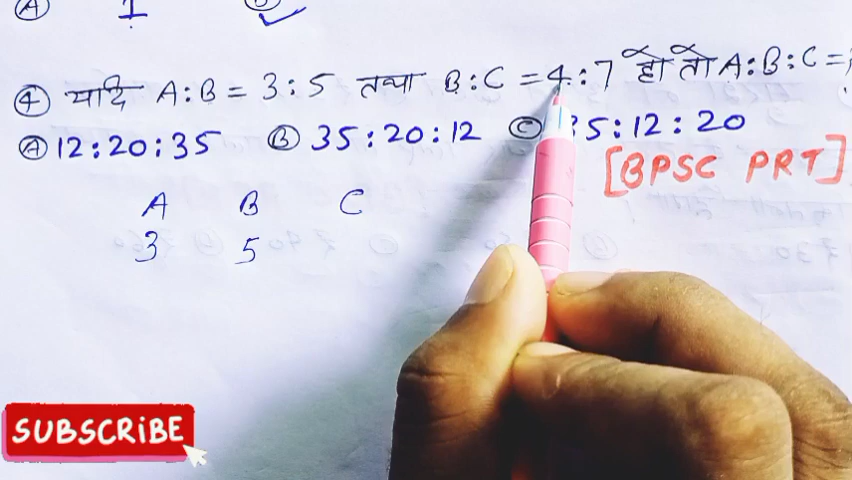 Ⓐ 1 Ⓑ ✓
④ यदि A:B = 3:5 तथा B:C = 4:7 हो तो A:B:C =
Ⓐ 12:20:35 Ⓑ 35:20:12 Ⓒ 35:12:20
[BPSC PRT]
A B C
3 5
SUBSCRIBE